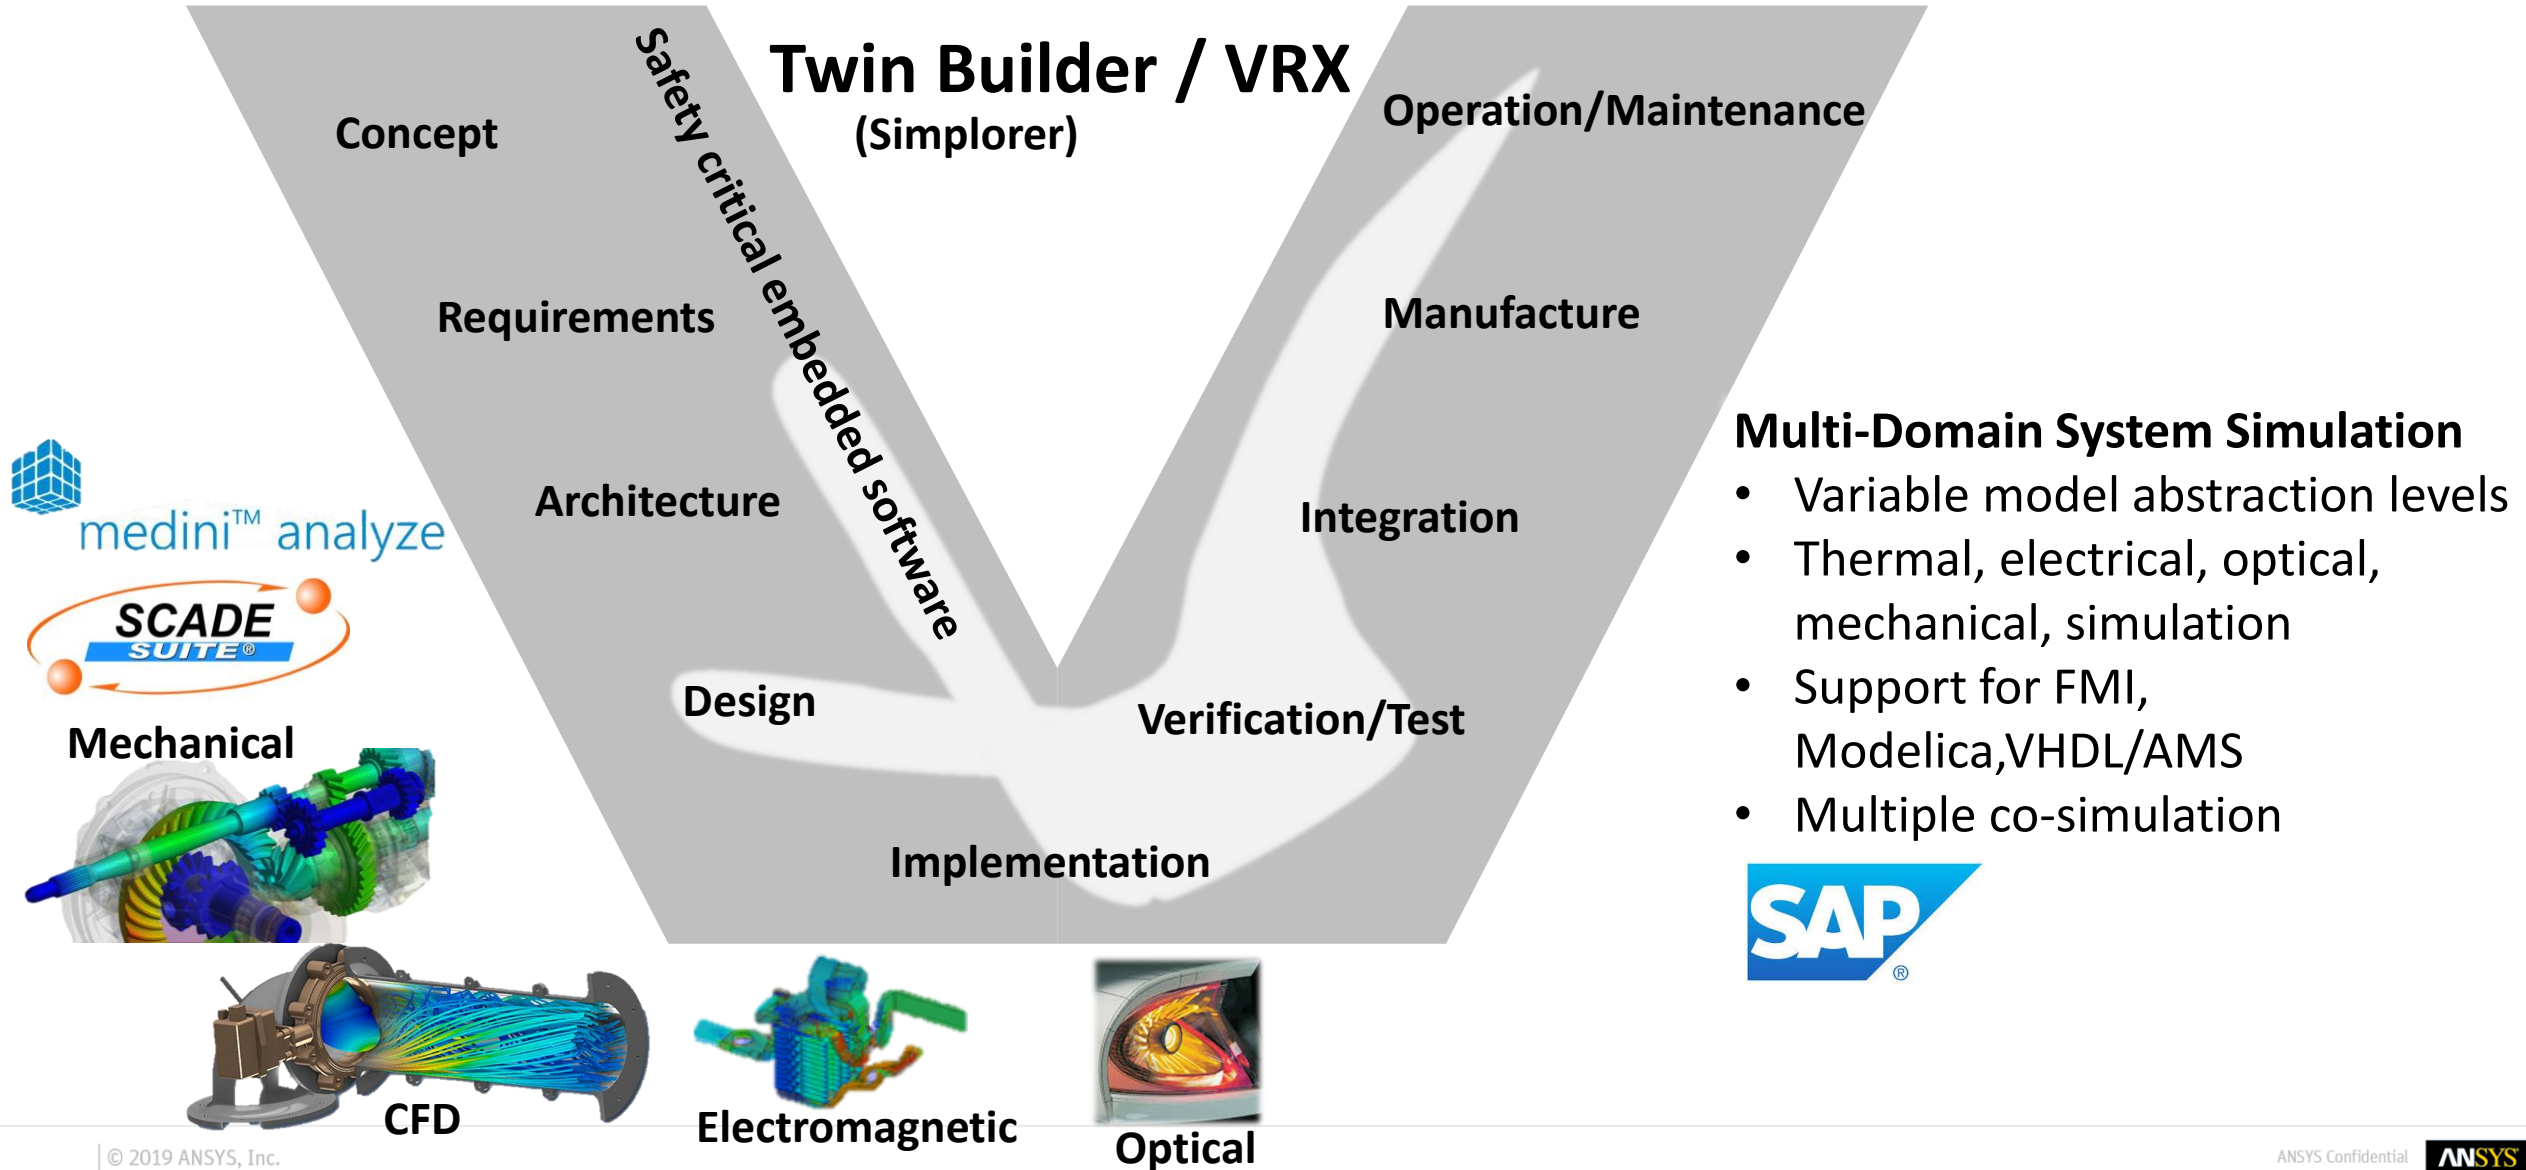 Twin Builder / VRX
(Simplorer)
Safety critical embedded software
Concept
Requirements
Architecture
Design
Implementation
Verification/Test
Integration
Manufacture
Operation/Maintenance
medini™ analyze
SCADE
SUITE®
Mechanical
CFD
Electromagnetic
Optical
Multi-Domain System Simulation
• Variable model abstraction levels
• Thermal, electrical, optical,
mechanical, simulation
• Support for FMI,
Modelica,VHDL/AMS
• Multiple co-simulation
SAP®
© 2019 ANSYS, Inc.
ANSYS Confidential
ANSYS